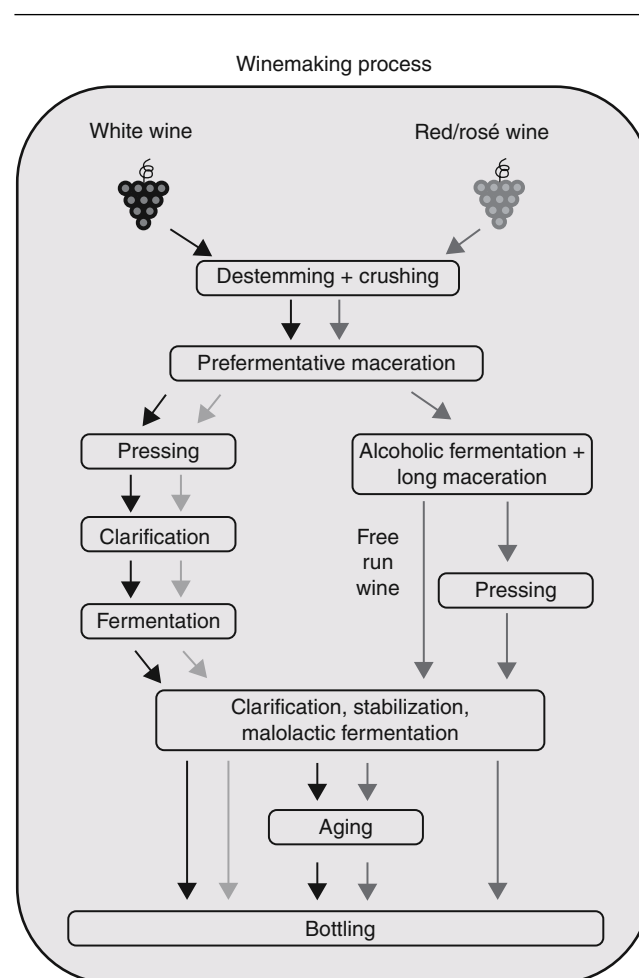 Winemaking process
White wine
Red/rosé wine
Destemming + crushing
Prefermentative maceration
Pressing
Alcoholic fermentation +
long maceration
Clarification
Free
run
wine
Pressing
Fermentation
Clarification, stabilization,
malolactic fermentation
Aging
Bottling